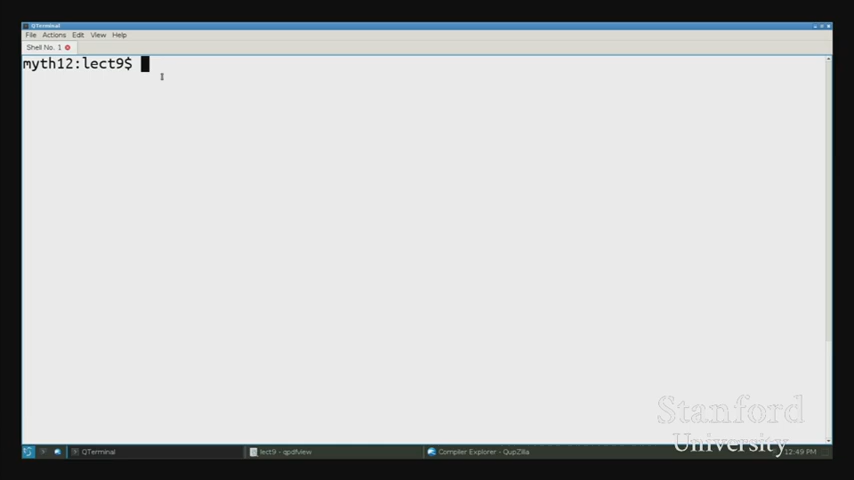 QTerminal
File Actions Edit View Help
Shell No. 1
myth12:lect9$
Stanford
University
QTerminal
lect9 - qpdfview
Compiler Explorer - QupZilla
12:49 PM